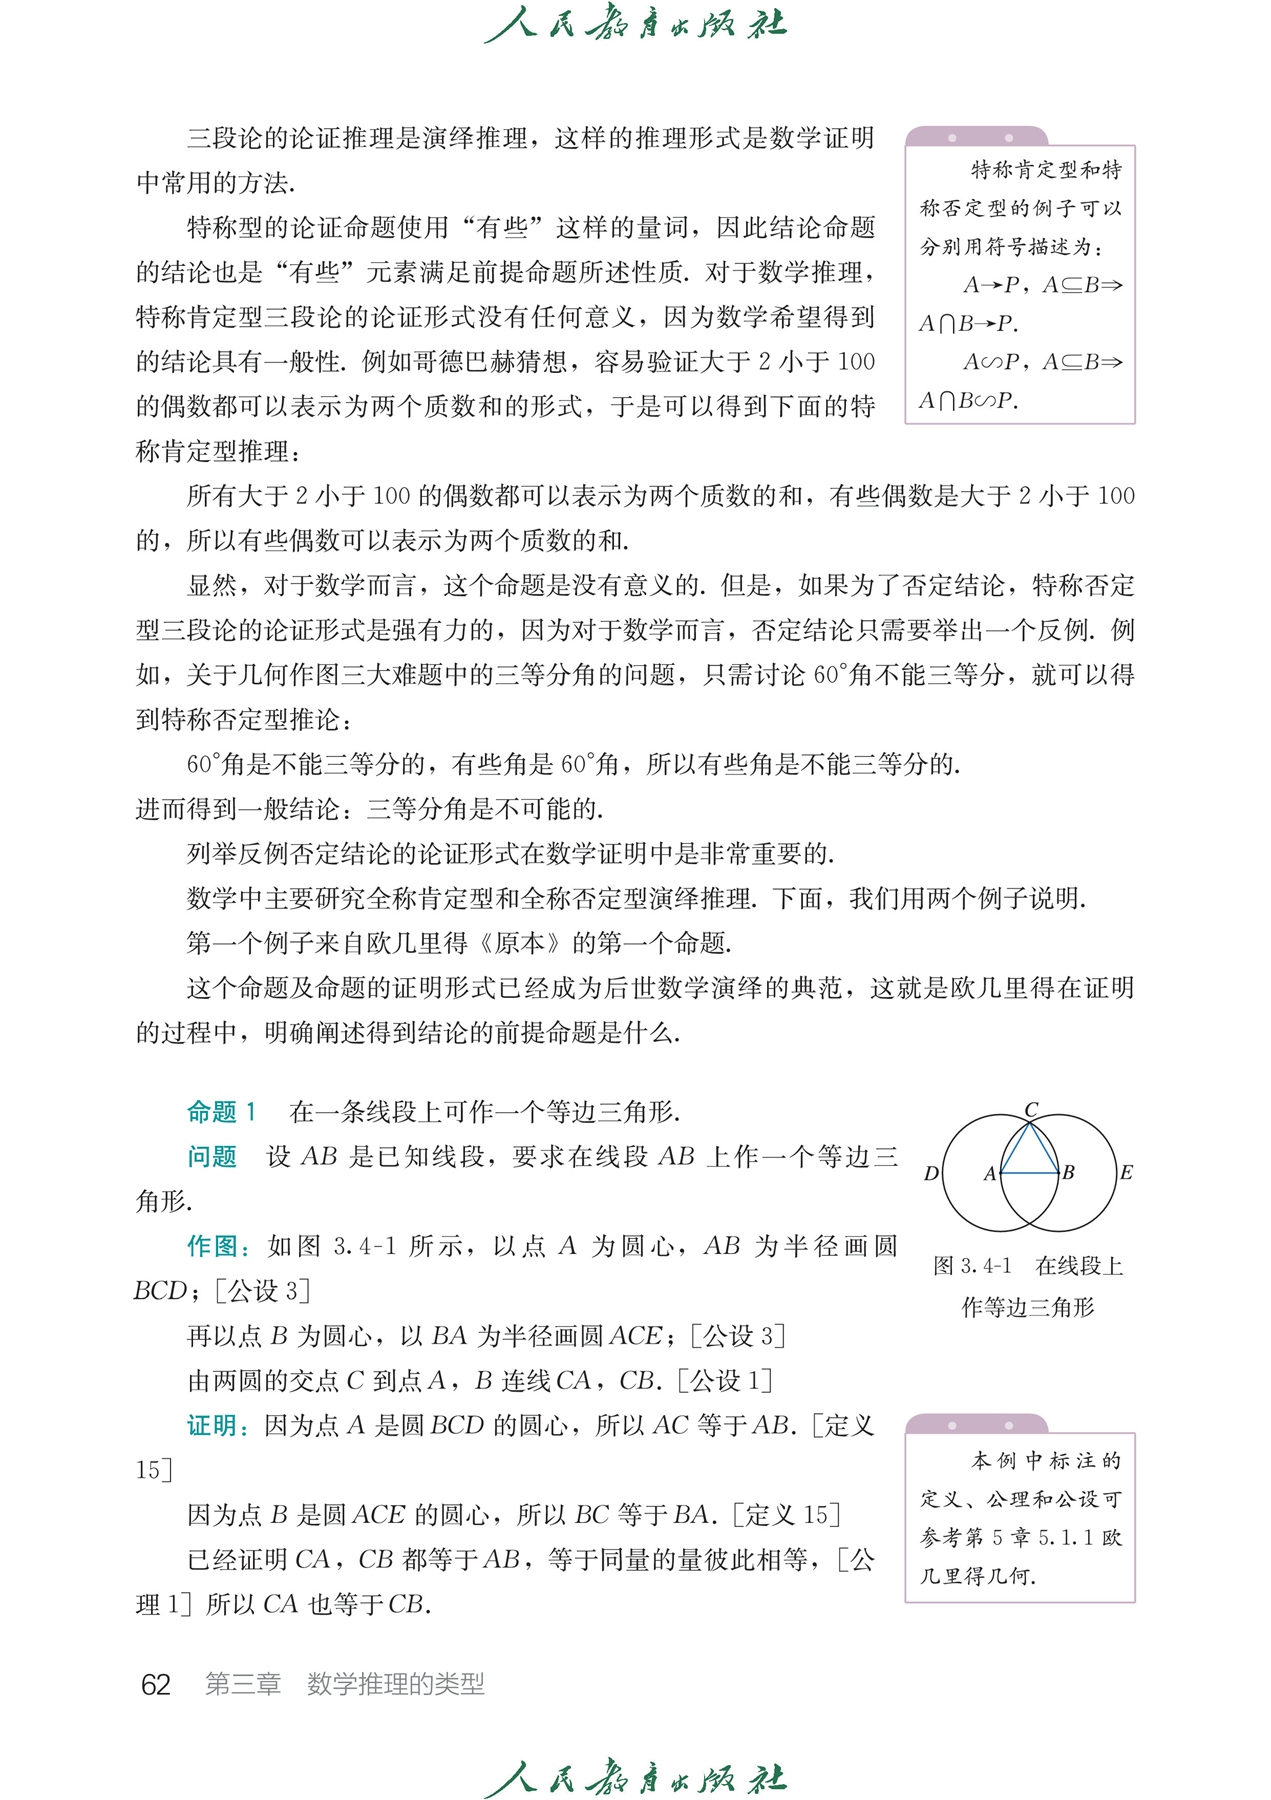 人民教育出版社
三段论的论证推理是演绎推理，这样的推理形式是数学证明
中常用的方法.
特称型的论证命题使用“有些”这样的量词，因此结论命题
的结论也是“有些”元素满足前提命题所述性质. 对于数学推理，
特称肯定型三段论的论证形式没有任何意义，因为数学希望得到
的结论具有一般性. 例如哥德巴赫猜想，容易验证大于 2 小于 100
的偶数都可以表示为两个质数和的形式，于是可以得到下面的特
称肯定型推理：
特称肯定型和特
称否定型的例子可以
分别用符号描述为：
A→P，A⊆B⇒
A∩B→P.
A∽P，A⊆B⇒
A∩B∽P.
所有大于 2 小于 100 的偶数都可以表示为两个质数的和，有些偶数是大于 2 小于 100
的，所以有些偶数可以表示为两个质数的和.
显然，对于数学而言，这个命题是没有意义的. 但是，如果为了否定结论，特称否定
型三段论的论证形式是强有力的，因为对于数学而言，否定结论只需要举出一个反例. 例
如，关于几何作图三大难题中的三等分角的问题，只需讨论 60°角不能三等分，就可以得
到特称否定型推论：
60°角是不能三等分的，有些角是 60°角，所以有些角是不能三等分的.
进而得到一般结论：三等分角是不可能的.
列举反例否定结论的论证形式在数学证明中是非常重要的.
数学中主要研究全称肯定型和全称否定型演绎推理. 下面，我们用两个例子说明.
第一个例子来自欧几里得《原本》的第一个命题.
这个命题及命题的证明形式已经成为后世数学演绎的典范，这就是欧几里得在证明
的过程中，明确阐述得到结论的前提命题是什么.
命题 1 在一条线段上可作一个等边三角形.
问题 设 AB 是已知线段，要求在线段 AB 上作一个等边三
角形.
作图：如图 3.4-1 所示，以点 A 为圆心，AB 为半径画圆
BCD；［公设 3］
再以点 B 为圆心，以 BA 为半径画圆 ACE；［公设 3］
由两圆的交点 C 到点 A，B 连线 CA，CB.［公设 1］
C
D
A
B
E
图 3.4-1 在线段上
作等边三角形
证明：因为点 A 是圆 BCD 的圆心，所以 AC 等于 AB.［定义
15］
因为点 B 是圆 ACE 的圆心，所以 BC 等于 BA.［定义 15］
已经证明 CA，CB 都等于 AB，等于同量的量彼此相等，［公
理 1］所以 CA 也等于 CB.
本例中标注的
定义、公理和公设可
参考第 5 章 5.1.1 欧
几里得几何.
62 第三章 数学推理的类型
人民教育出版社